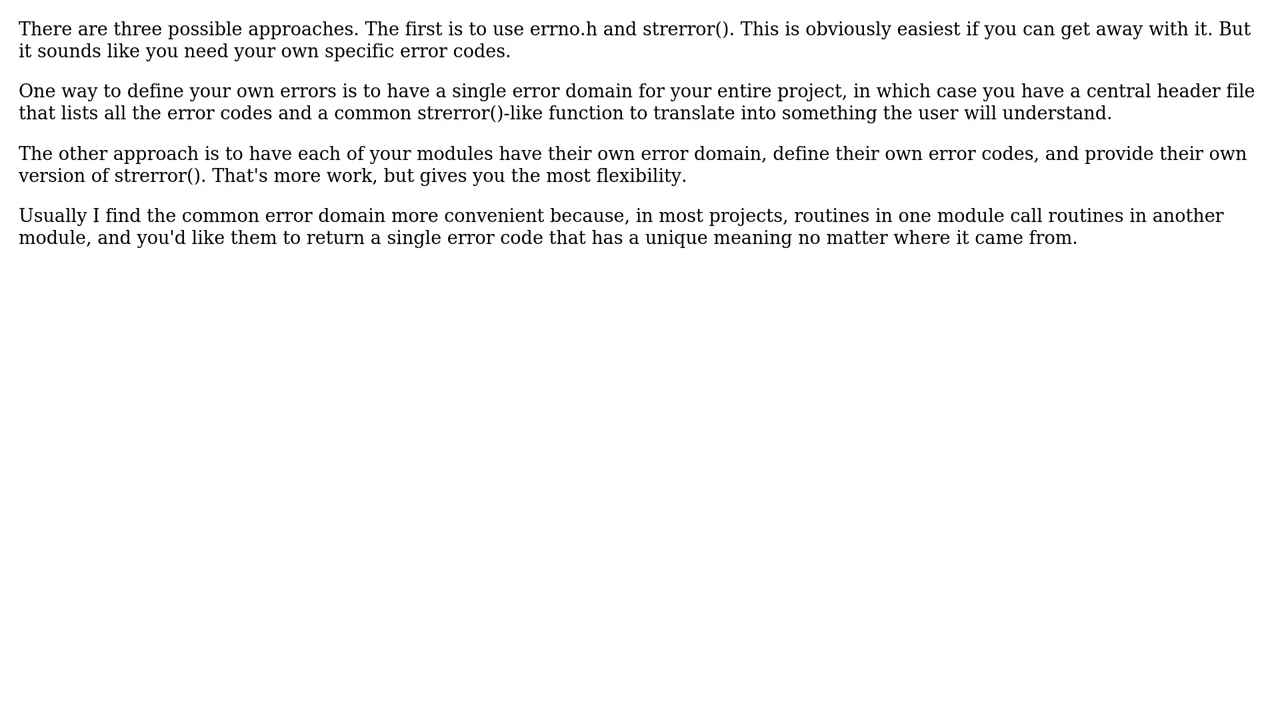 There are three possible approaches. The first is to use errno.h and strerror(). This is obviously easiest if you can get away with it. But
it sounds like you need your own specific error codes.
One way to define your own errors is to have a single error domain for your entire project, in which case you have a central header file
that lists all the error codes and a common strerror()-like function to translate into something the user will understand.
The other approach is to have each of your modules have their own error domain, define their own error codes, and provide their own
version of strerror(). That's more work, but gives you the most flexibility.
Usually I find the common error domain more convenient because, in most projects, routines in one module call routines in another
module, and you'd like them to return a single error code that has a unique meaning no matter where it came from.